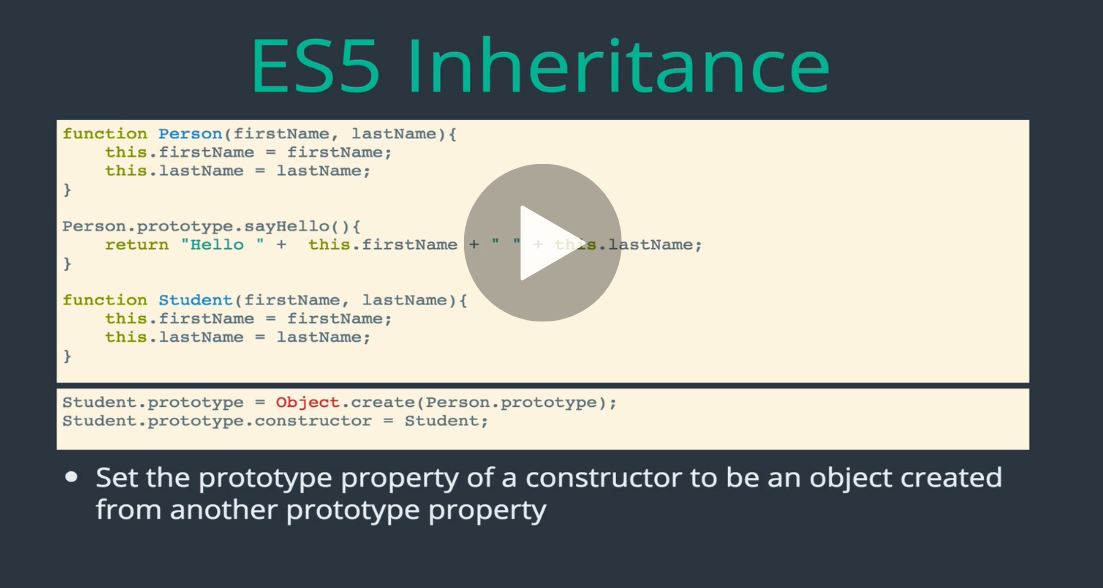 ES5 Inheritance
function Person(firstName, lastName){
    this.firstName = firstName;
    this.lastName = lastName;
}
Person.prototype.sayHello(){
    return "Hello " +  this.firstName + " " + this.lastName;
}
function Student(firstName, lastName){
    this.firstName = firstName;
    this.lastName = lastName;
}
Student.prototype = Object.create(Person.prototype);
Student.prototype.constructor = Student;
• Set the prototype property of a constructor to be an object created
from another prototype property